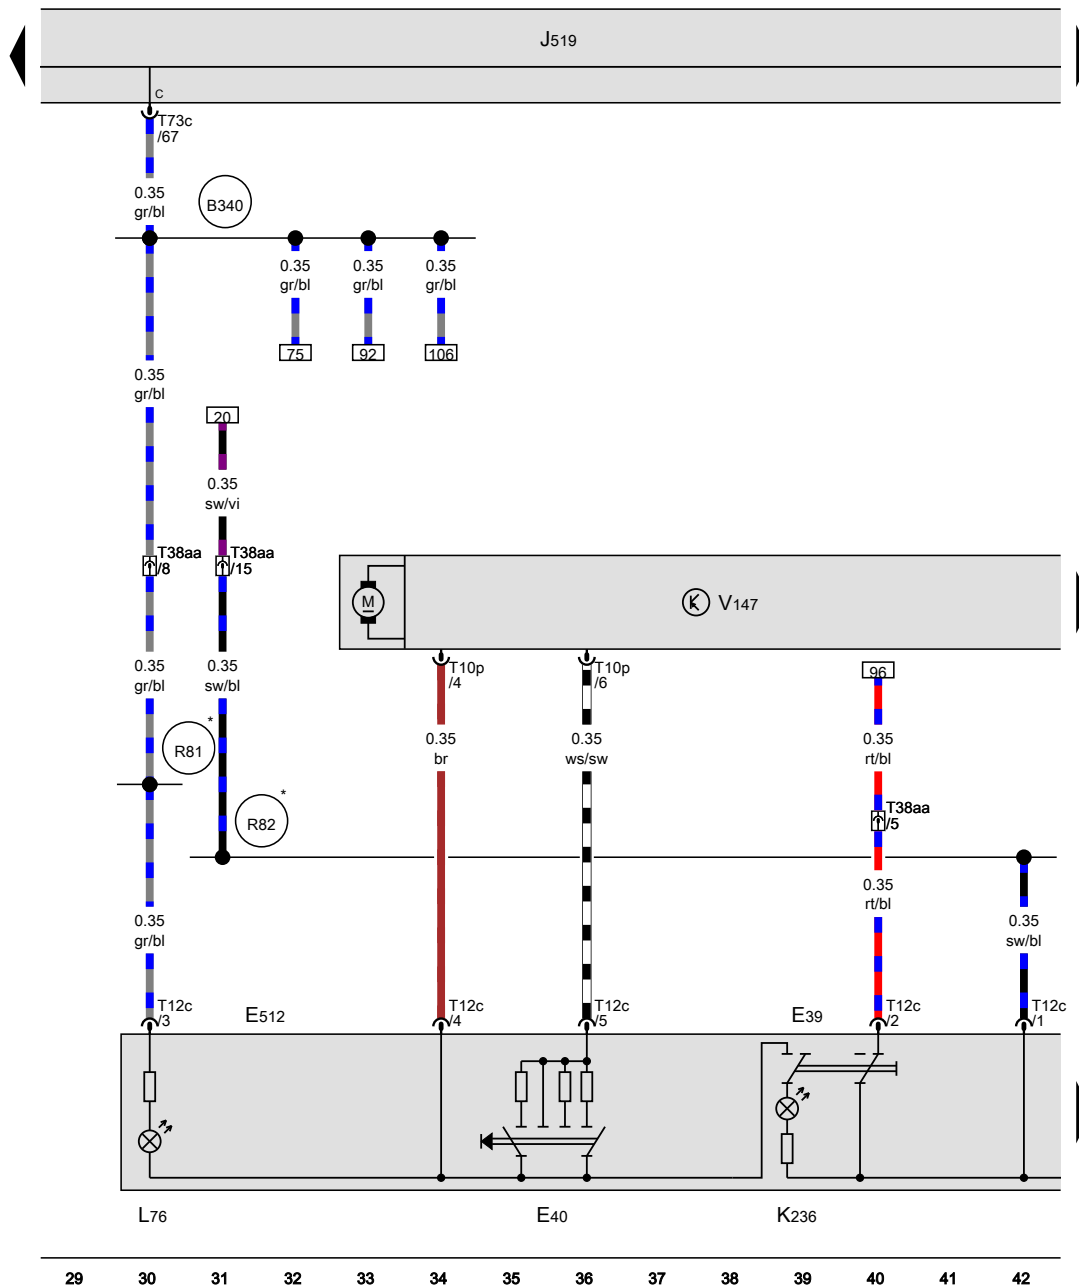 J519
C
T73c
/67
0.35
gr/bl
B340
0.35 0.35 0.35
gr/bl gr/bl gr/bl
75 92 106
0.35
gr/bl
20
0.35
sw/vi
T38aa T38aa
/8 /15
M
V147
0.35 0.35
gr/bl sw/bl
T10p T10p
/4 /6
96
*
R81
0.35 0.35 0.35
br ws/sw rt/bl
*
R82
T38aa
/5
0.35
rt/bl
0.35 0.35
gr/bl sw/bl
T12c E512 T12c T12c E39 T12c T12c
/3 /4 /5 /2 /1
L76 E40 K236
29 30 31 32 33 34 35 36 37 38 39 40 41 42